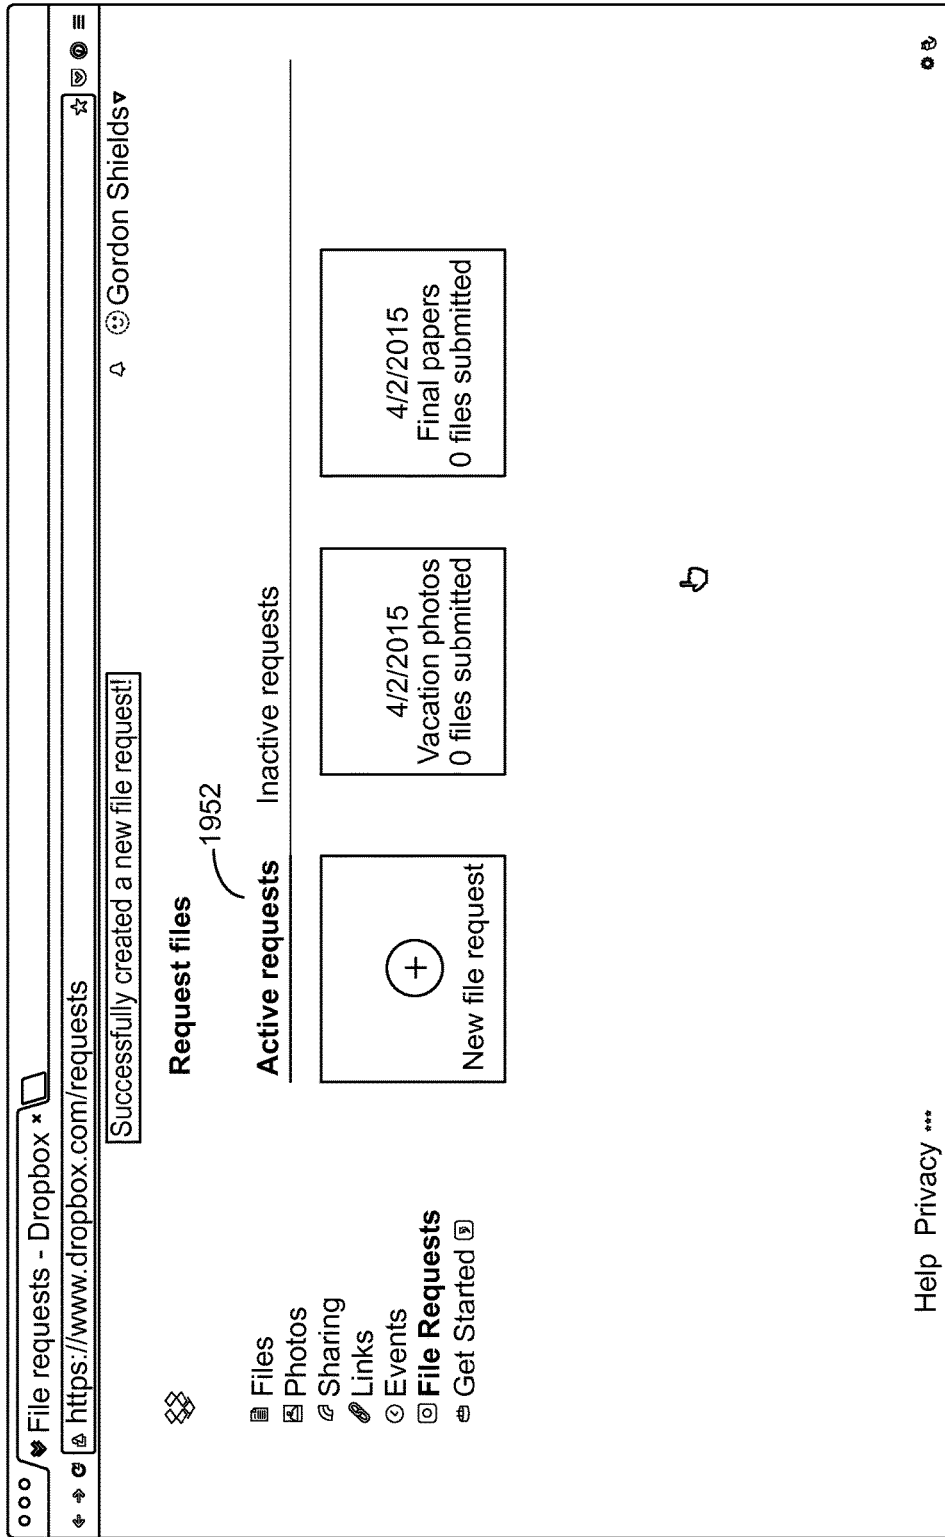 File requests - Dropbox
https://www.dropbox.com/requests
Successfully created a new file request!
Gordon Shields
Request files
1952
Active requests
Inactive requests
Files
Photos
Sharing
Links
Events
File Requests
Get Started
New file request
4/2/2015
Vacation photos
0 files submitted
4/2/2015
Final papers
0 files submitted
Help Privacy •••